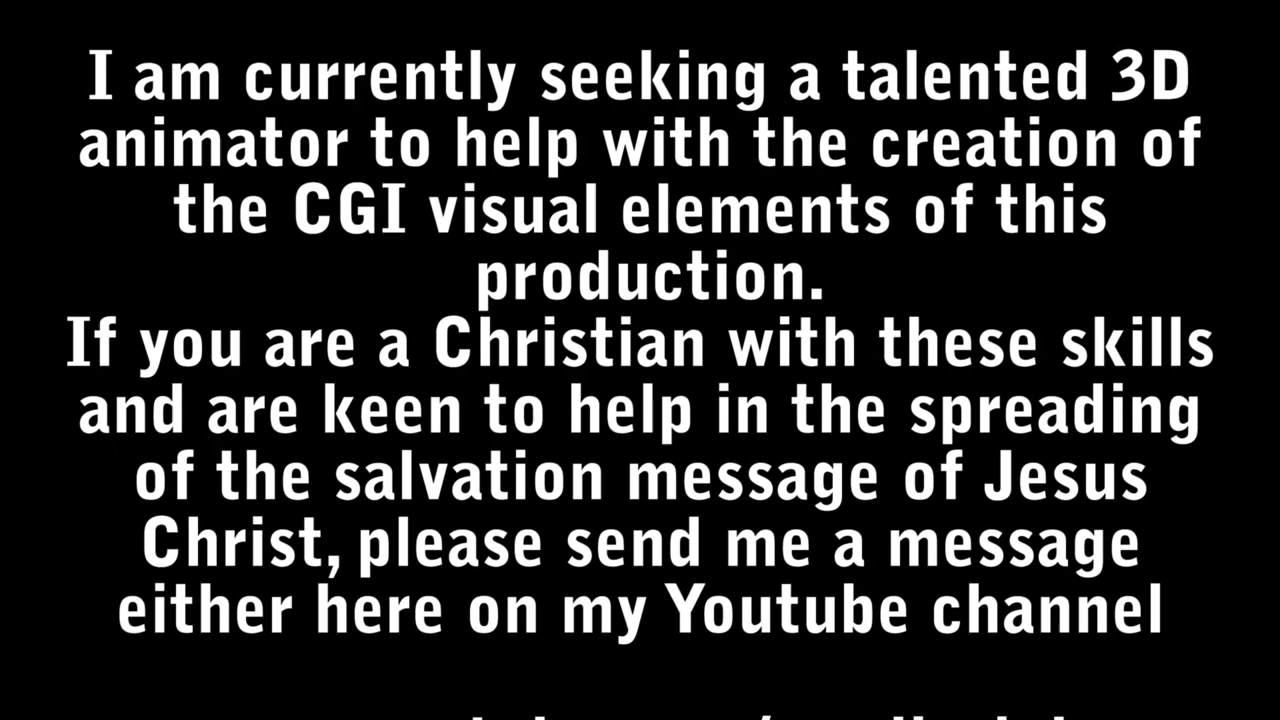 I am currently seeking a talented 3D
animator to help with the creation of
the CGI visual elements of this
production.
If you are a Christian with these skills
and are keen to help in the spreading
of the salvation message of Jesus
Christ, please send me a message
either here on my Youtube channel